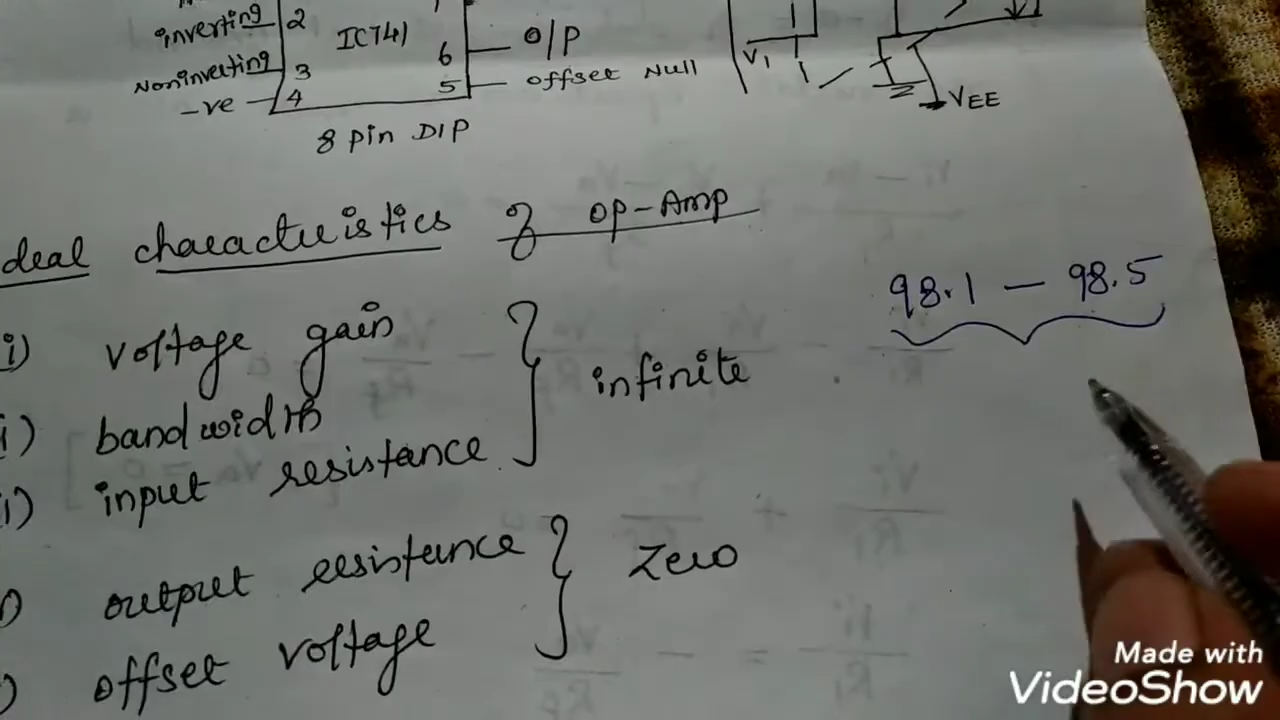 inverting 2 IC741
6 O/P
Noninverting 3
5 offset Null
-ve 4
V1
VEE
8 pin DIP
deal characteristics of OP-Amp
i) voltage gain
i) bandwidth
i) input resistance
infinite
98.1 — 98.5
) output resistance
) offset voltage
Zero
Made with
VideoShow